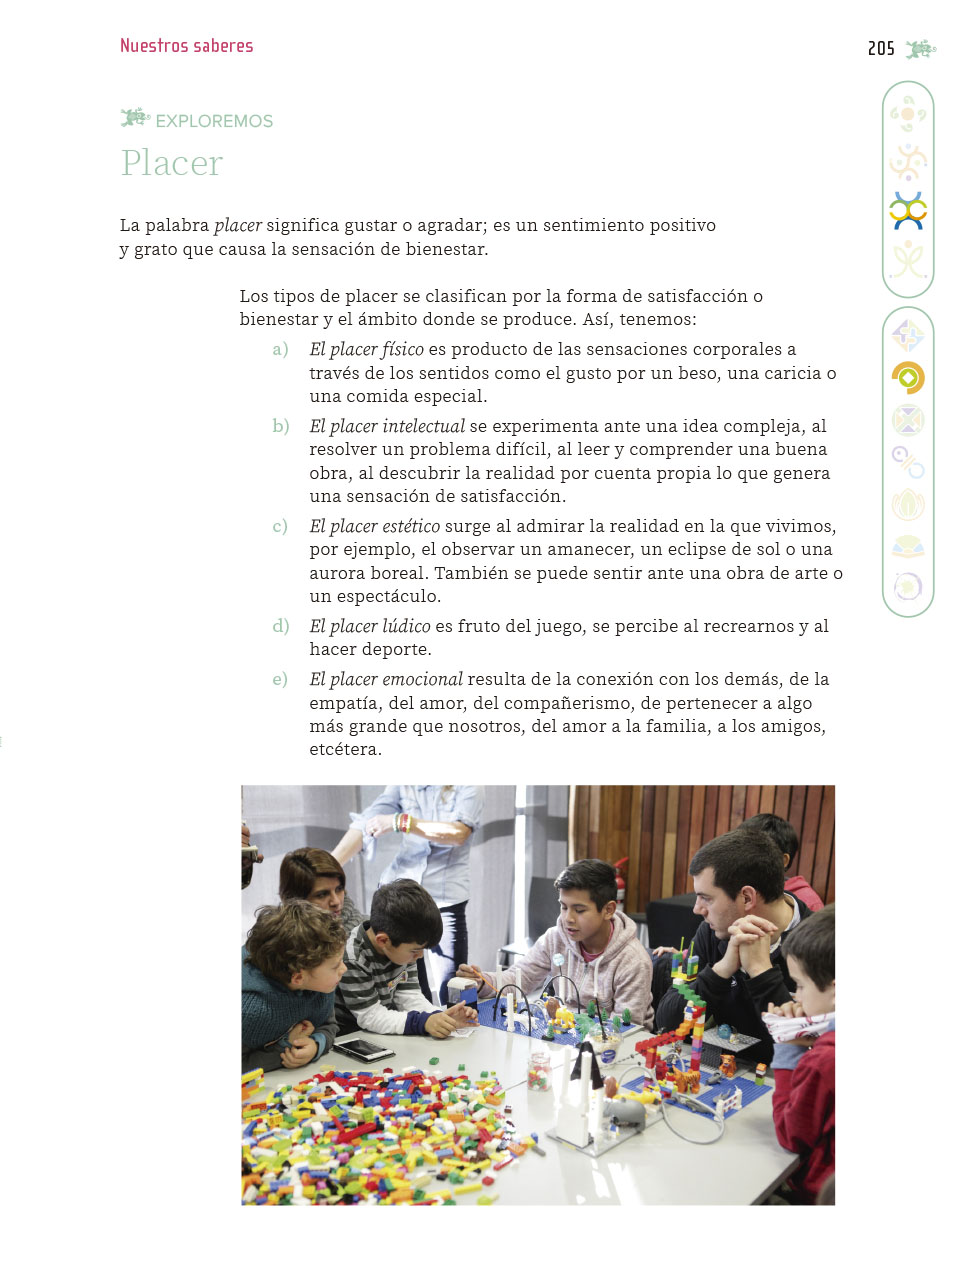 Nuestros saberes
205
EXPLOREMOS
Placer
La palabra placer significa gustar o agradar; es un sentimiento positivo
y grato que causa la sensación de bienestar.
Los tipos de placer se clasifican por la forma de satisfacción o
bienestar y el ámbito donde se produce. Así, tenemos:
a) El placer físico es producto de las sensaciones corporales a
través de los sentidos como el gusto por un beso, una caricia o
una comida especial.
b) El placer intelectual se experimenta ante una idea compleja, al
resolver un problema difícil, al leer y comprender una buena
obra, al descubrir la realidad por cuenta propia lo que genera
una sensación de satisfacción.
c) El placer estético surge al admirar la realidad en la que vivimos,
por ejemplo, el observar un amanecer, un eclipse de sol o una
aurora boreal. También se puede sentir ante una obra de arte o
un espectáculo.
d) El placer lúdico es fruto del juego, se percibe al recrearnos y al
hacer deporte.
e) El placer emocional resulta de la conexión con los demás, de la
empatía, del amor, del compañerismo, de pertenecer a algo
más grande que nosotros, del amor a la familia, a los amigos,
etcétera.